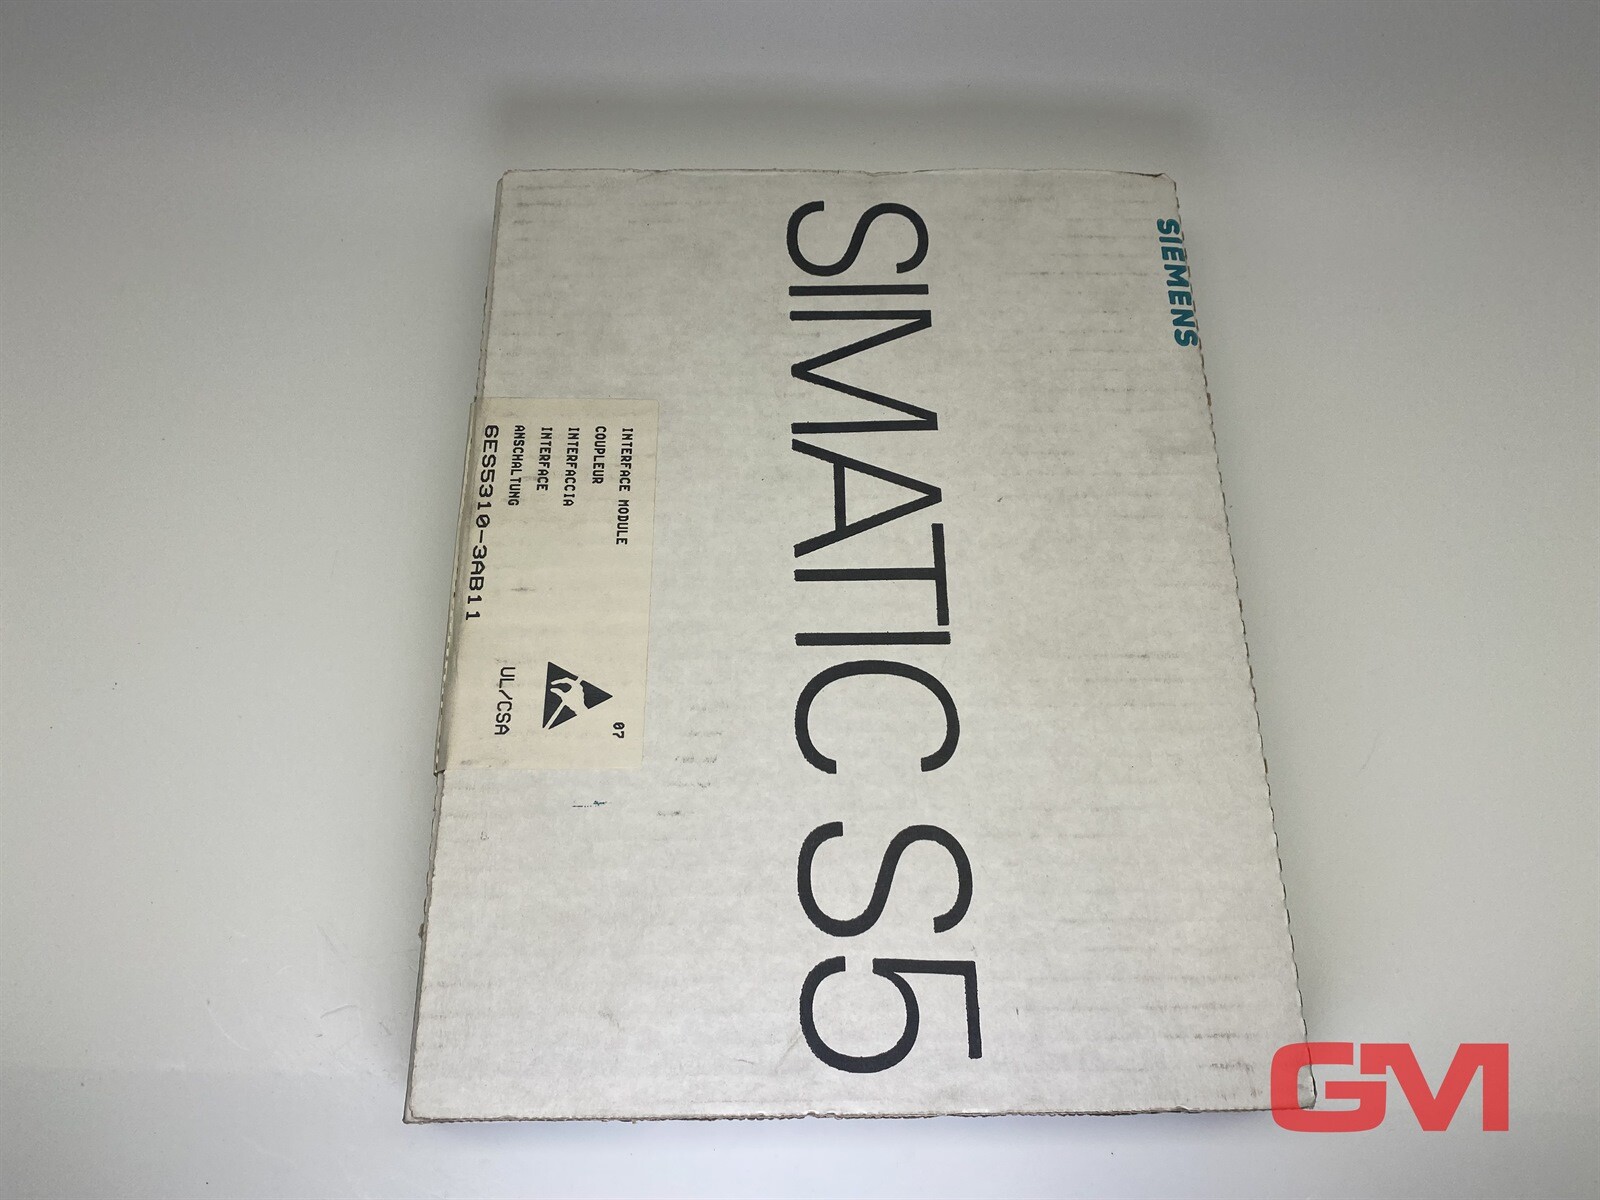 SIEMENS
SIMATIC S5
INTERFACE MODULE
COUPLEUR
INTERFACCIA
INTERFACE
ANSCHALTUNG
6ES5310-3AB11
07
UL/CSA
GM